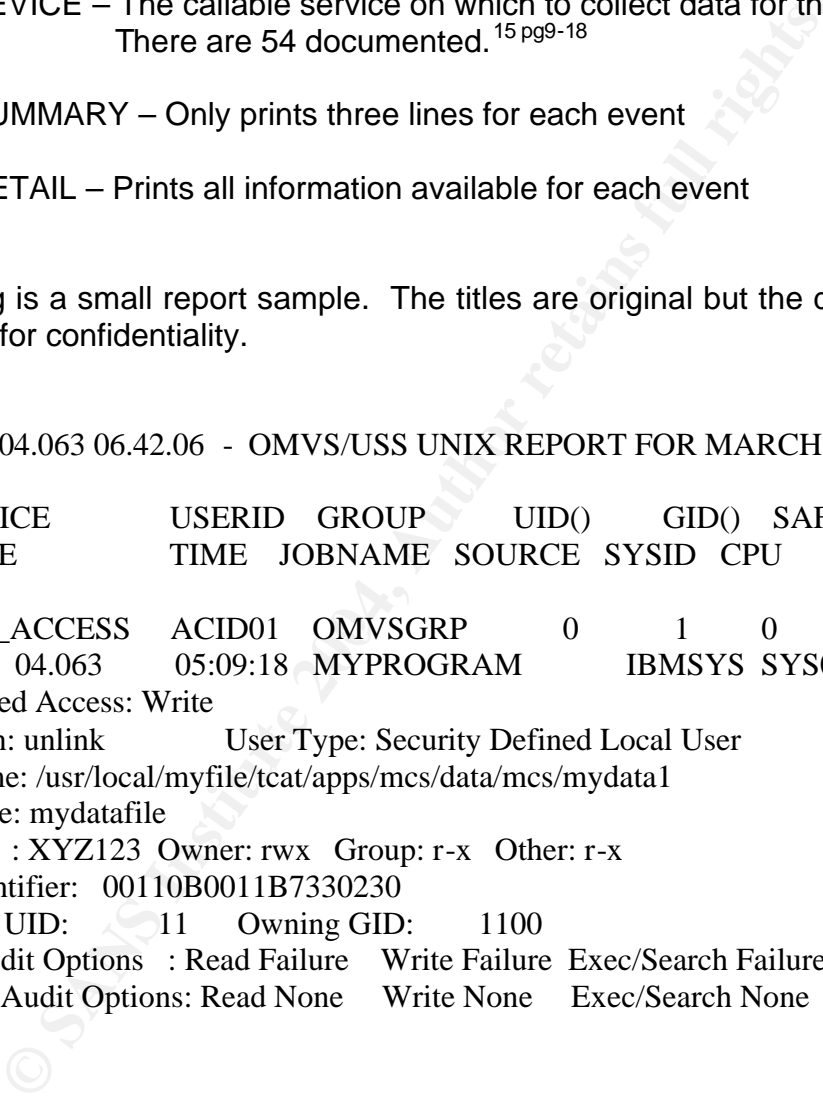 EVICE – The callable service on which to collect data for th
There are 54 documented.15 pg9-18
UMMARY – Only prints three lines for each event
ETAIL – Prints all information available for each event
g is a small report sample.  The titles are original but the
for confidentiality.
04.063 06.42.06  -  OMVS/USS UNIX REPORT FOR MARCH
ICE USERID GROUP UID() GID() SAF
E TIME JOBNAME SOURCE SYSID CPU
_ACCESS ACID01 OMVSGRP 0 1 0
04.063 05:09:18 MYPROGRAM IBMSYS SYS
ed Access: Write
n: unlink User Type: Security Defined Local User
ne: /usr/local/myfile/tcat/apps/mcs/data/mcs/mydata1
e: mydatafile
: XYZ123 Owner: rwx Group: r-x Other: r-x
ntifier: 00110B0011B7330230
UID: 11 Owning GID: 1100
dit Options : Read Failure Write Failure Exec/Search Failure
Audit Options: Read None Write None Exec/Search None
© SANS Institute 2004, Author retains full rights